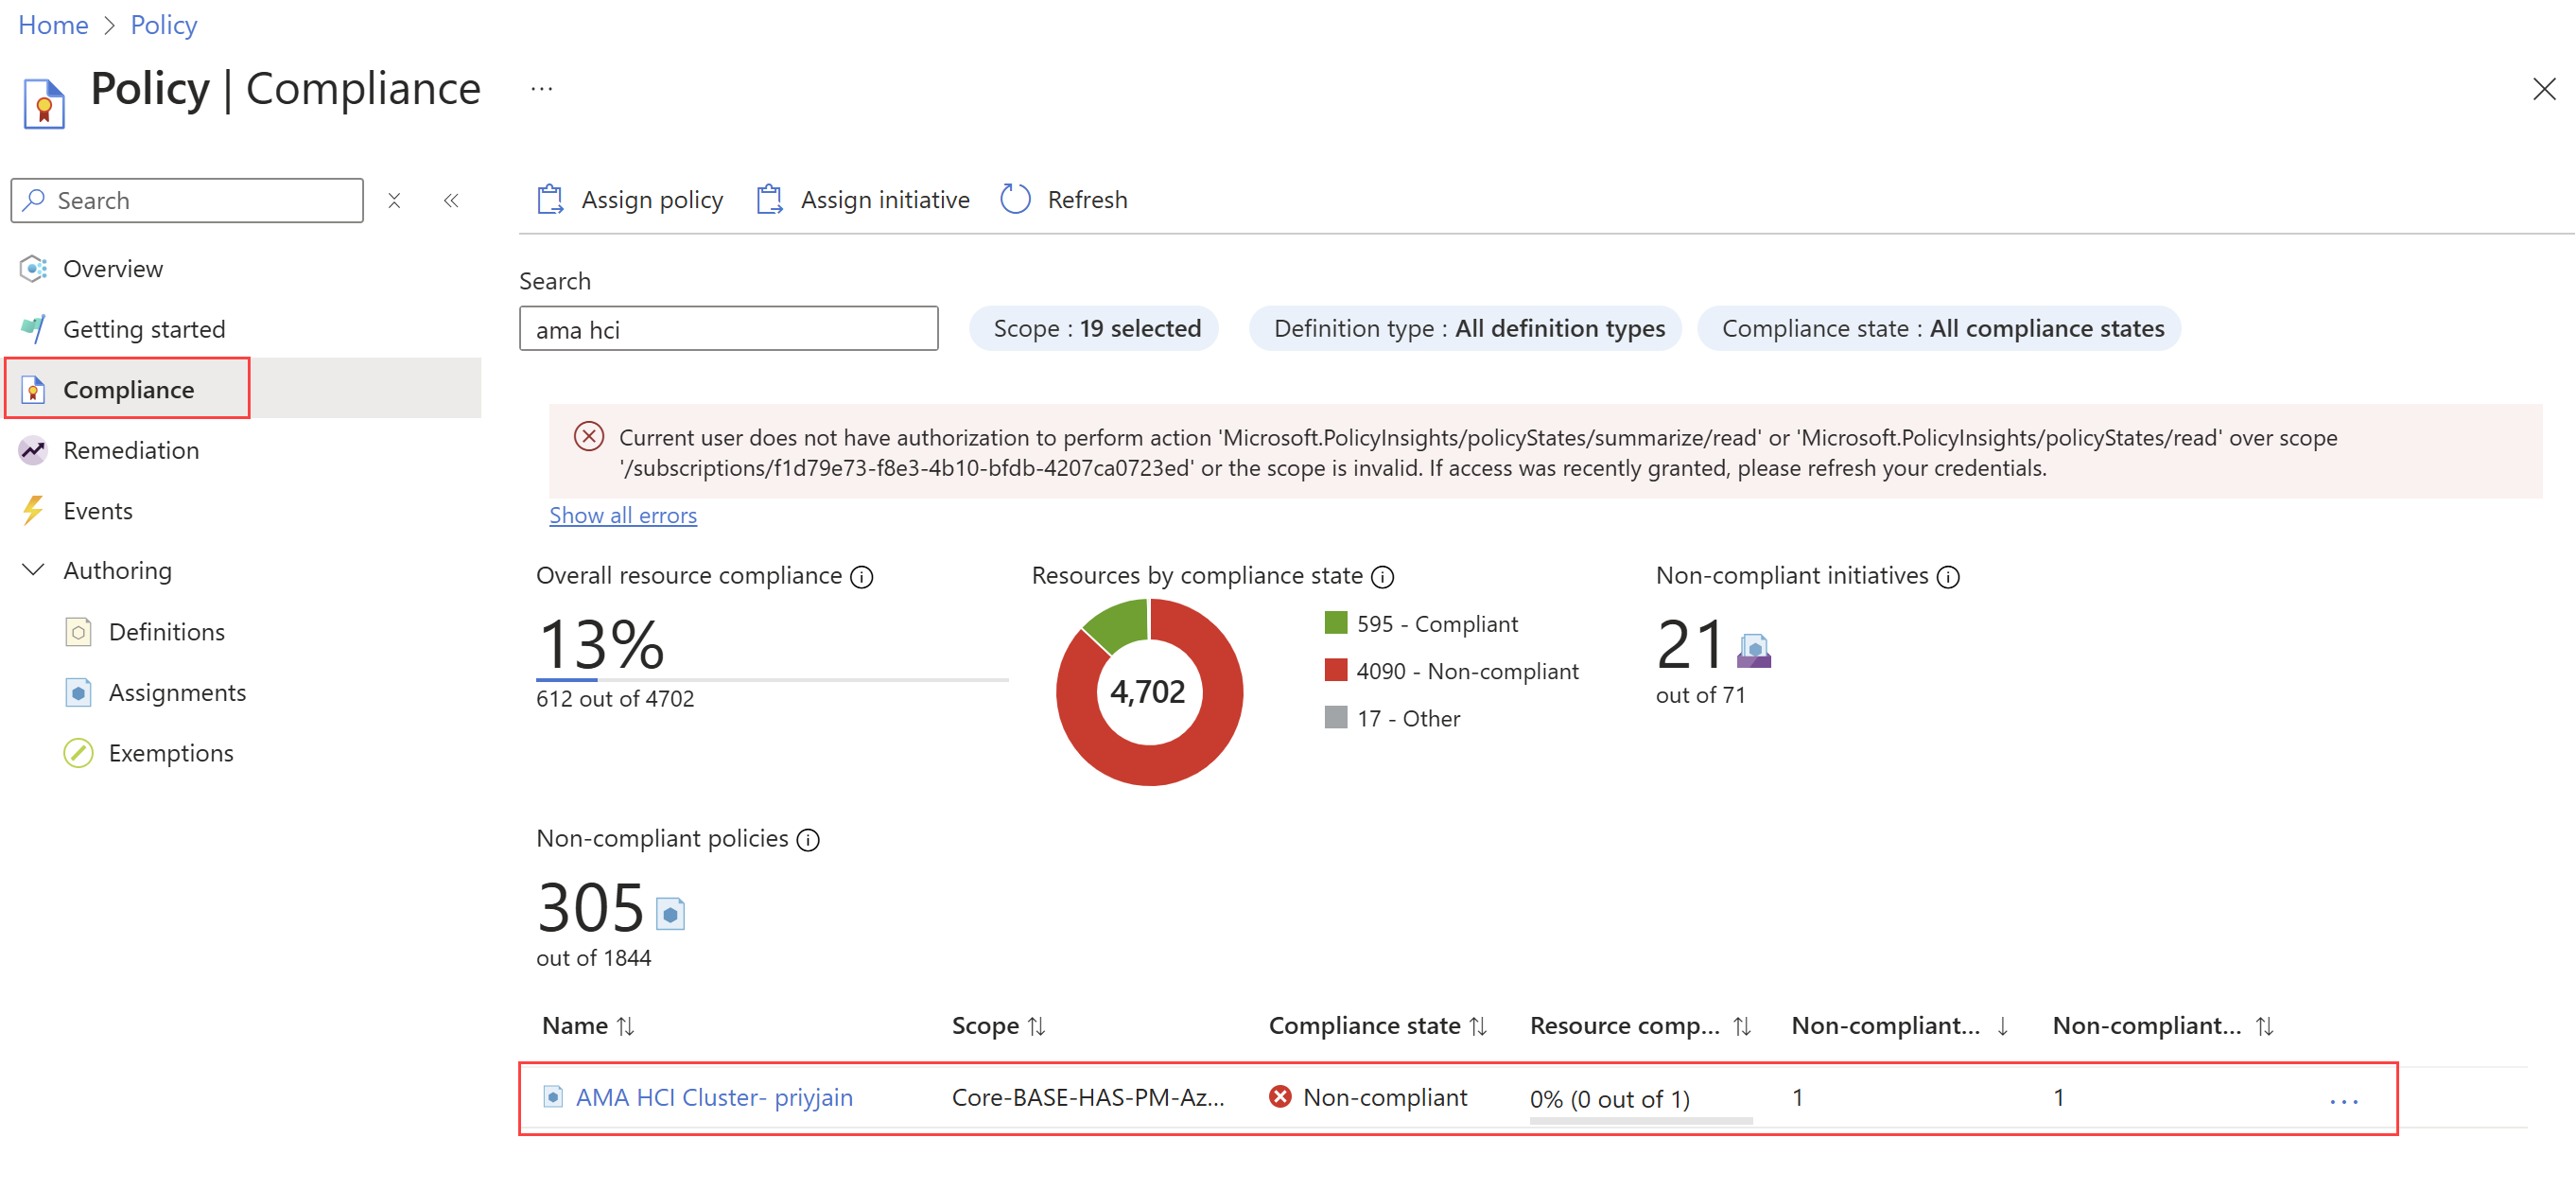 Home > Policy
Policy | Compliance ...
Search
Overview
Getting started
Compliance
Remediation
Events
Authoring
Definitions
Assignments
Exemptions
Assign policy Assign initiative Refresh
Search
ama hci
Scope : 19 selected Definition type : All definition types Compliance state : All compliance states
Current user does not have authorization to perform action 'Microsoft.PolicyInsights/policyStates/summarize/read' or 'Microsoft.PolicyInsights/policyStates/read' over scope
'/subscriptions/f1d79e73-f8e3-4b10-bfdb-4207ca0723ed' or the scope is invalid. If access was recently granted, please refresh your credentials.
Show all errors
Overall resource compliance
13%
612 out of 4702
Resources by compliance state
4,702
595 - Compliant
4090 - Non-compliant
17 - Other
Non-compliant initiatives
21
out of 71
Non-compliant policies
305
out of 1844
Name Scope Compliance state Resource comp... Non-compliant... Non-compliant...
AMA HCI Cluster- priyjain Core-BASE-HAS-PM-Az... Non-compliant 0% (0 out of 1) 1 1 ...